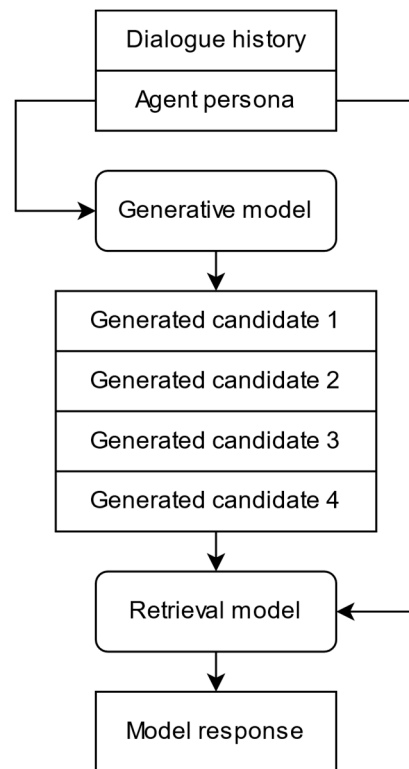 Dialogue history
Agent persona
Generative model
Generated candidate 1
Generated candidate 2
Generated candidate 3
Generated candidate 4
Retrieval model
Model response